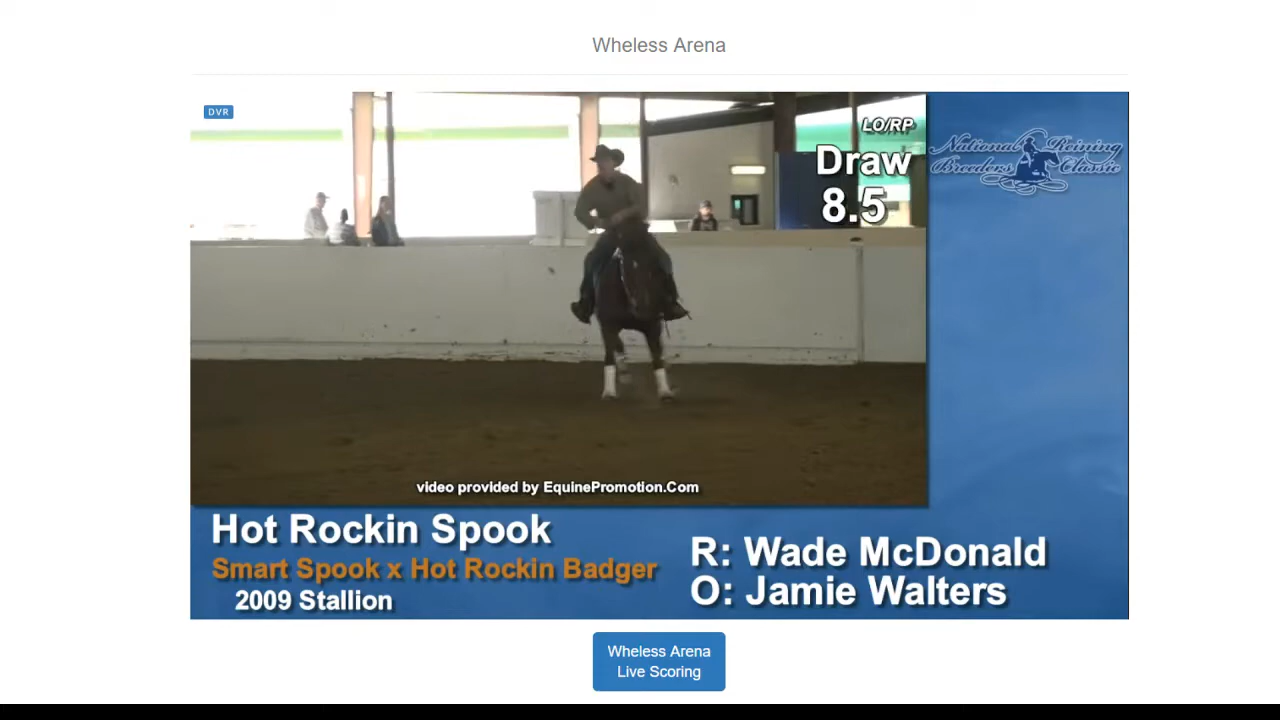 Wheless Arena
DVR
LO/RP
Draw
8.5
National Reining
Breeders Classic
video provided by EquinePromotion.Com
Hot Rockin Spook
Smart Spook x Hot Rockin Badger
2009 Stallion
R: Wade McDonald
O: Jamie Walters
Wheless Arena
Live Scoring